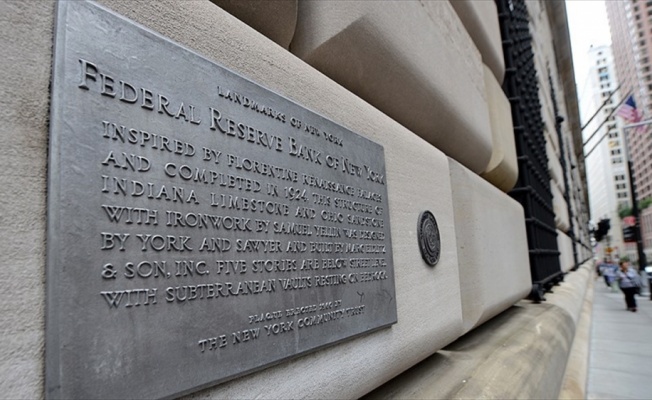 LANDMARKS OF NEW YORK
FEDERAL RESERVE BANK OF NEW YORK
INSPIRED BY FLORENTINE RENAISSANCE PALACES
AND COMPLETED IN 1924, THIS STRUCTURE OF
INDIANA LIMESTONE AND OHIO SANDSTONE
WITH IRONWORK BY SAMUEL YELLIN WAS DESIGNED
BY YORK AND SAWYER AND BUILT BY MARC EIDLITZ
& SON, INC. FIVE STORIES ARE BELOW STREET LEVEL
WITH SUBTERRANEAN VAULTS RESTING ON BEDROCK
PLAQUE ERECTED BY
THE NEW YORK COMMUNITY TRUST